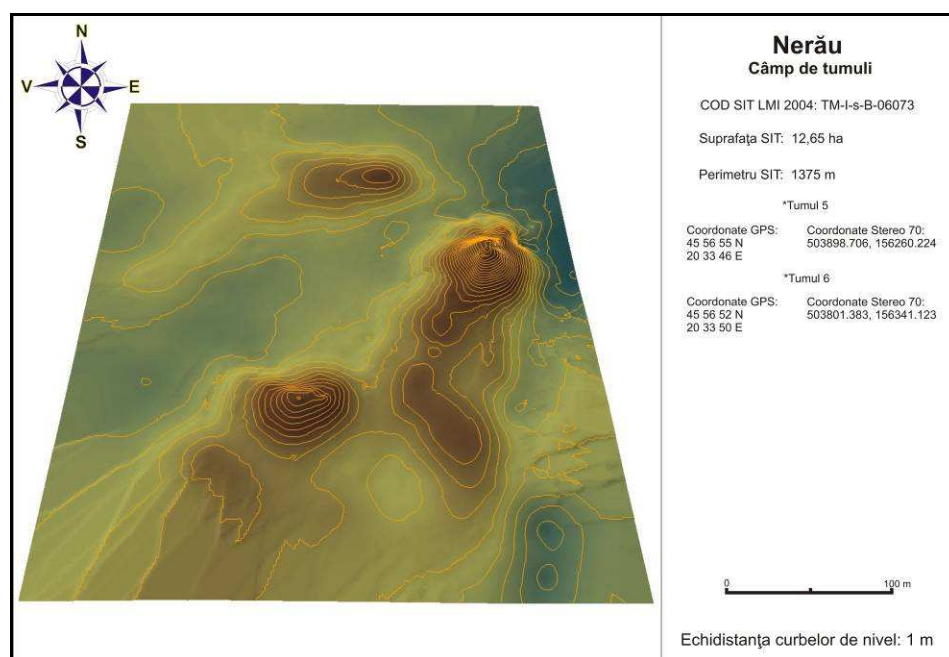 N
V E
S
Nerău
Câmp de tumuli
COD SIT LMI 2004: TM-I-s-B-06073
Suprafaţa SIT: 12,65 ha
Perimetru SIT: 1375 m
*Tumul 5
Coordonate GPS: Coordonate Stereo 70:
45 56 55 N 503898.706, 156260.224
20 33 46 E
*Tumul 6
Coordonate GPS: Coordonate Stereo 70:
45 56 52 N 503801.383, 156341.123
20 33 50 E
0 100 m
Echidistanţa curbelor de nivel: 1 m